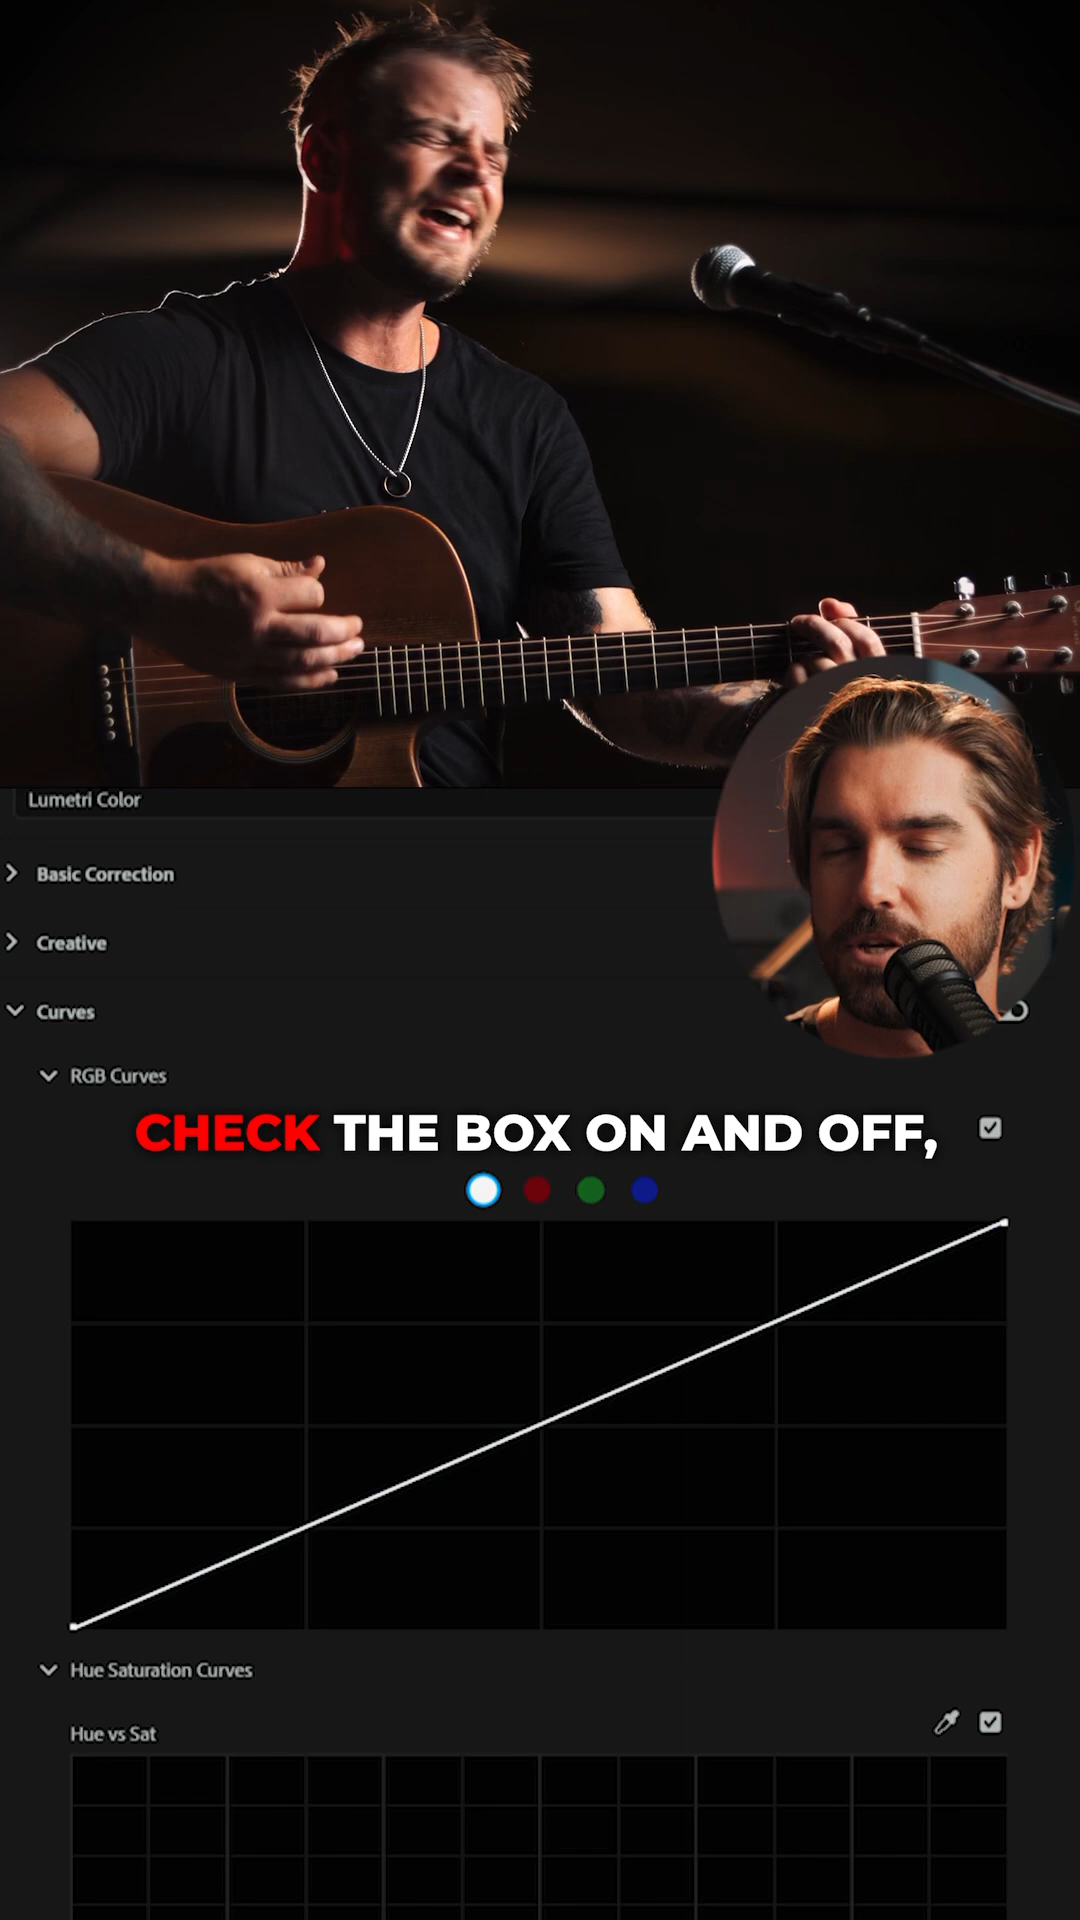 Lumetri Color
Basic Correction
Creative
Curves
RGB Curves
CHECK THE BOX ON AND OFF,
Hue Saturation Curves
Hue vs Sat